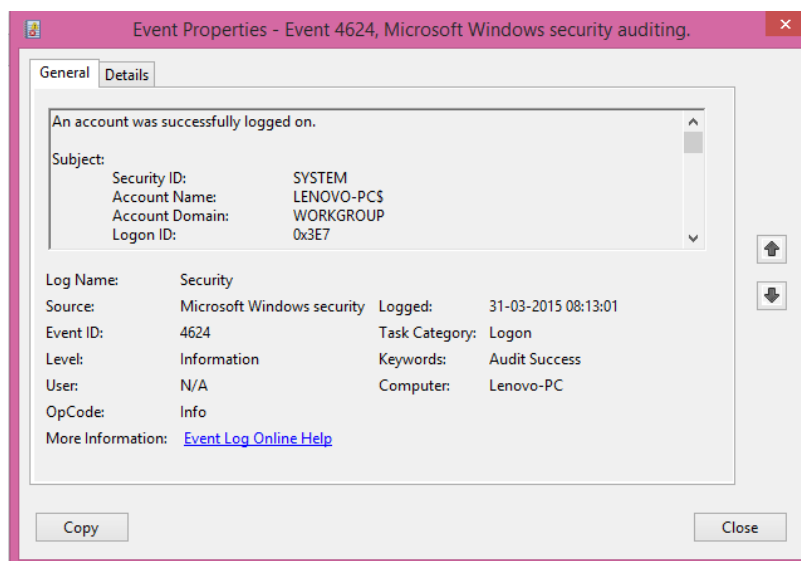 Event Properties - Event 4624, Microsoft Windows security auditing.
General Details
An account was successfully logged on.
Subject:
Security ID: SYSTEM
Account Name: LENOVO-PC$
Account Domain: WORKGROUP
Logon ID: 0x3E7
Log Name: Security
Source: Microsoft Windows security Logged: 31-03-2015 08:13:01
Event ID: 4624 Task Category: Logon
Level: Information Keywords: Audit Success
User: N/A Computer: Lenovo-PC
OpCode: Info
More Information: Event Log Online Help
Copy Close